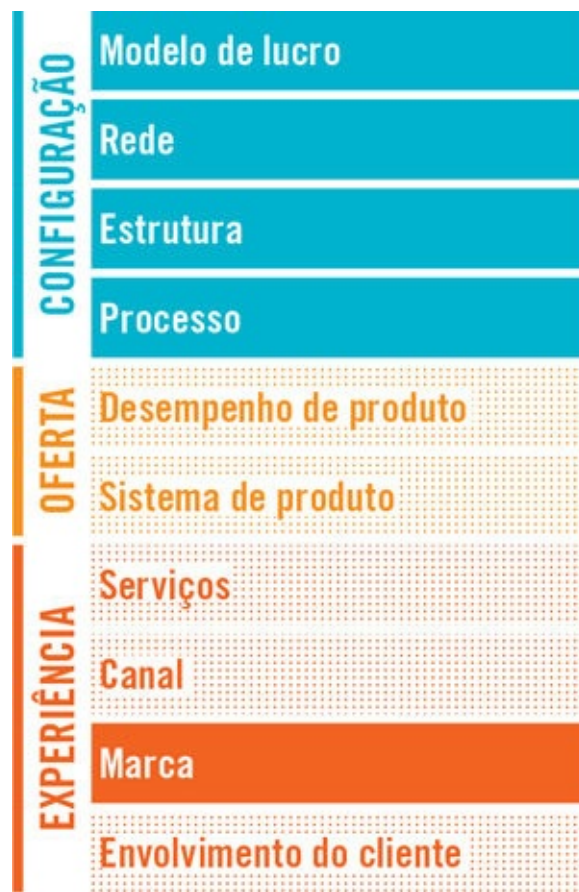 CONFIGURAÇÃO
Modelo de lucro
Rede
Estrutura
Processo
OFERTA
Desempenho de produto
Sistema de produto
EXPERIÊNCIA
Serviços
Canal
Marca
Envolvimento do cliente